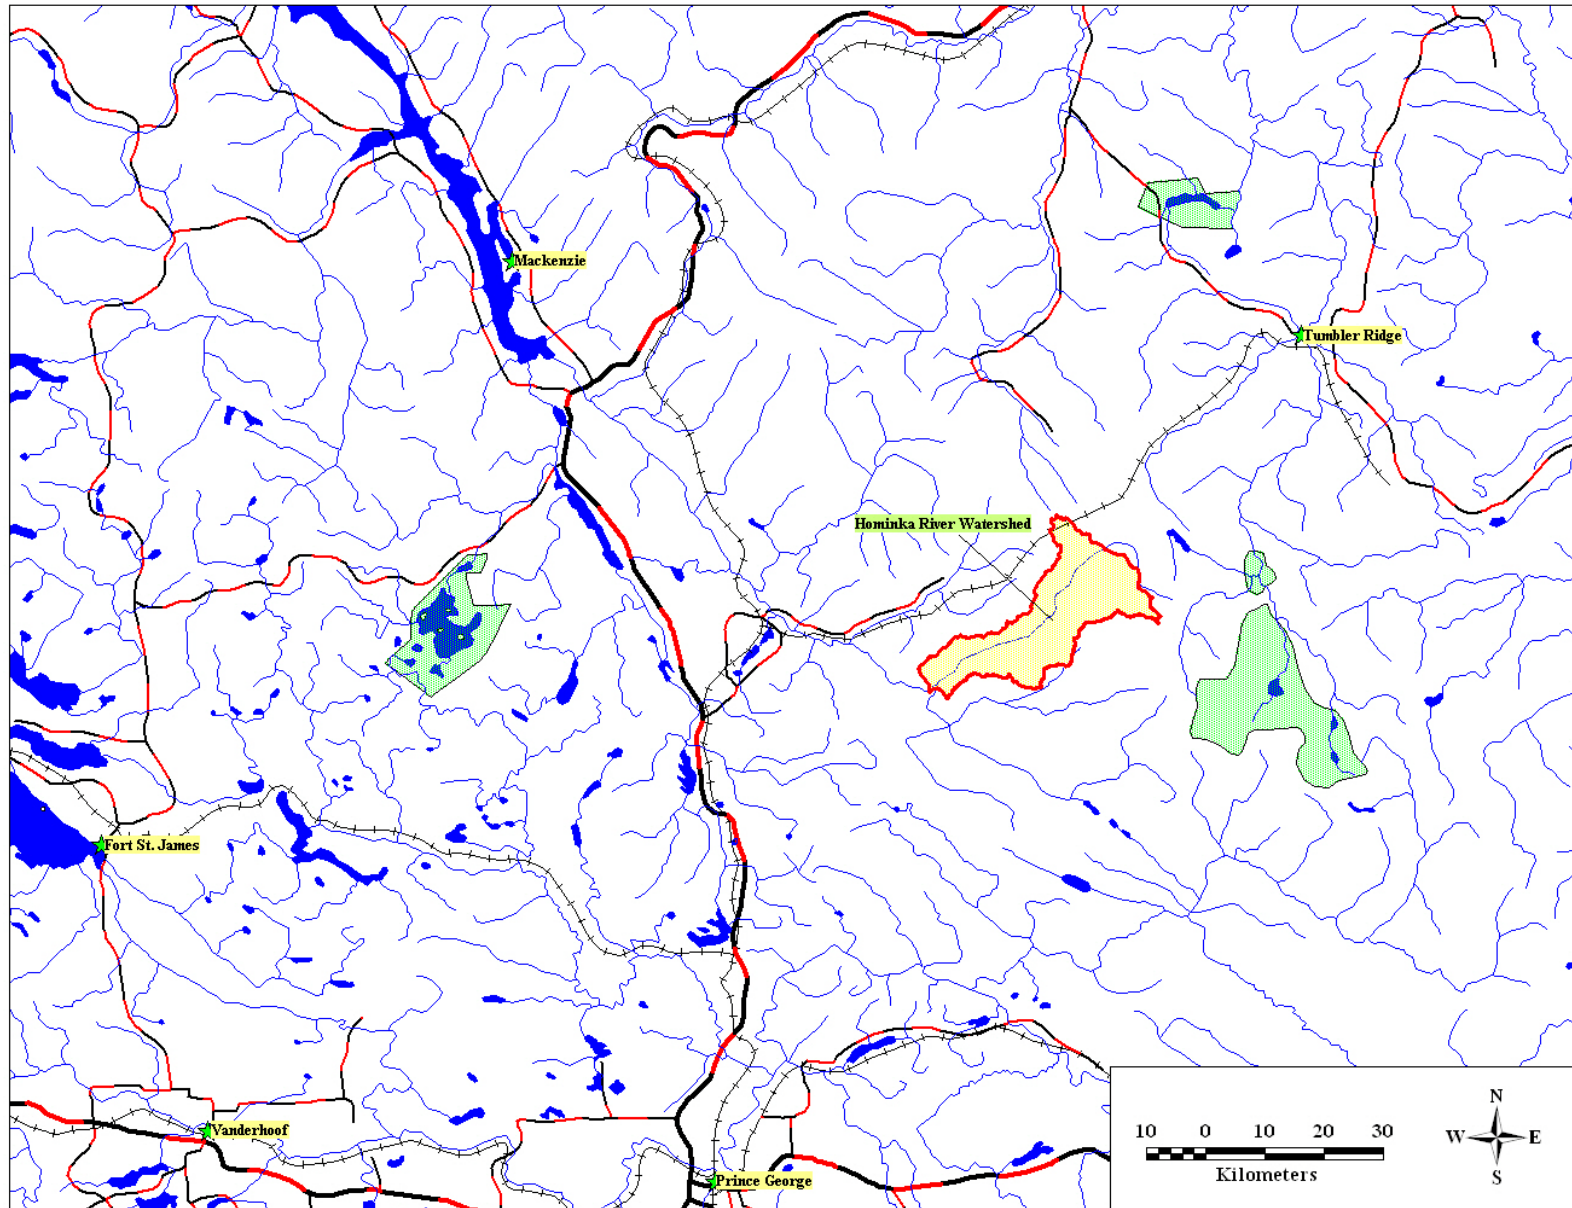 Mackenzie
Tumbler Ridge
Hominka River Watershed
Fort St. James
Vanderhoof
Prince George
10 0 10 20 30
Kilometers
N
W E
S